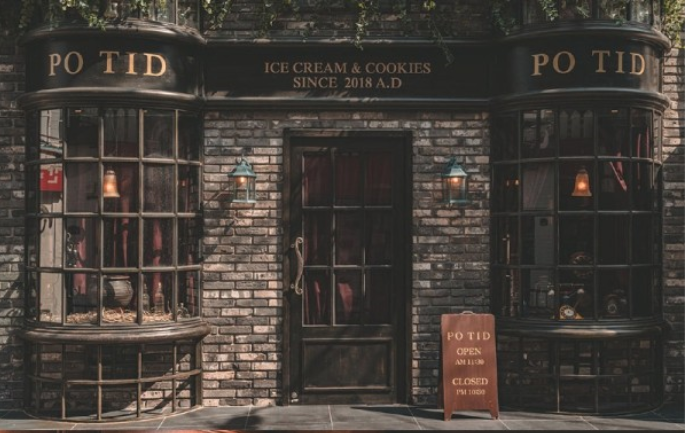 PO TID
ICE CREAM & COOKIES
SINCE 2018 A.D
PO TID
PO TID
OPEN
AM 11:00
CLOSED
PM 10:00